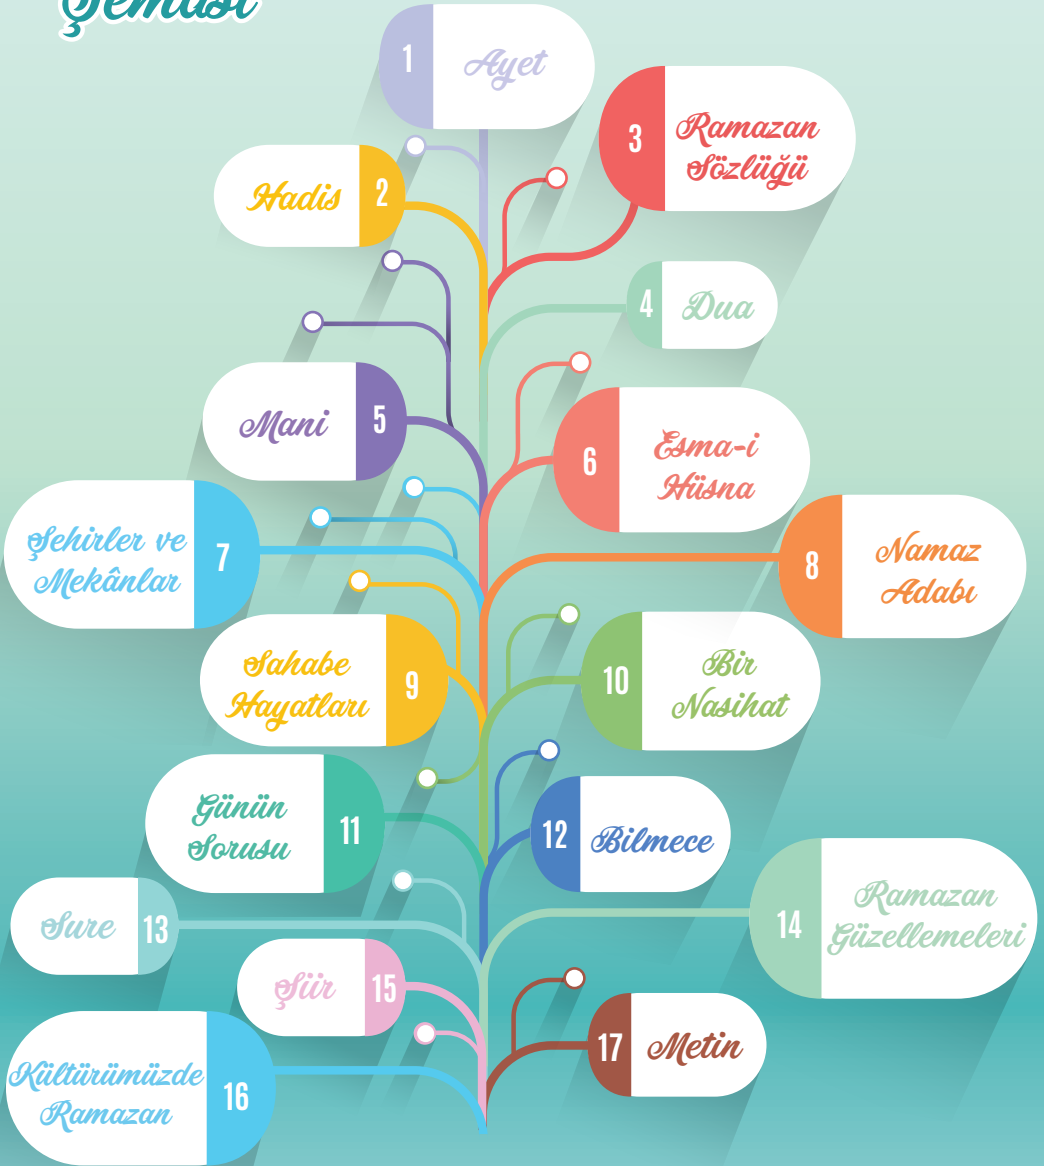 Şeması
1
Ayet
2
Hadis
3
Ramazan
Sözlüğü
4
Dua
5
Mani
6
Esma-i
Hüsna
7
Şehirler ve
Mekânlar
8
Namaz
Adabı
9
Sahabe
Hayatları
10
Bir
Nasihat
11
Günün
Sorusu
12
Bilmece
13
Sure
14
Ramazan
Güzellemeleri
15
Şiir
16
Kültürümüzde
Ramazan
17
Metin